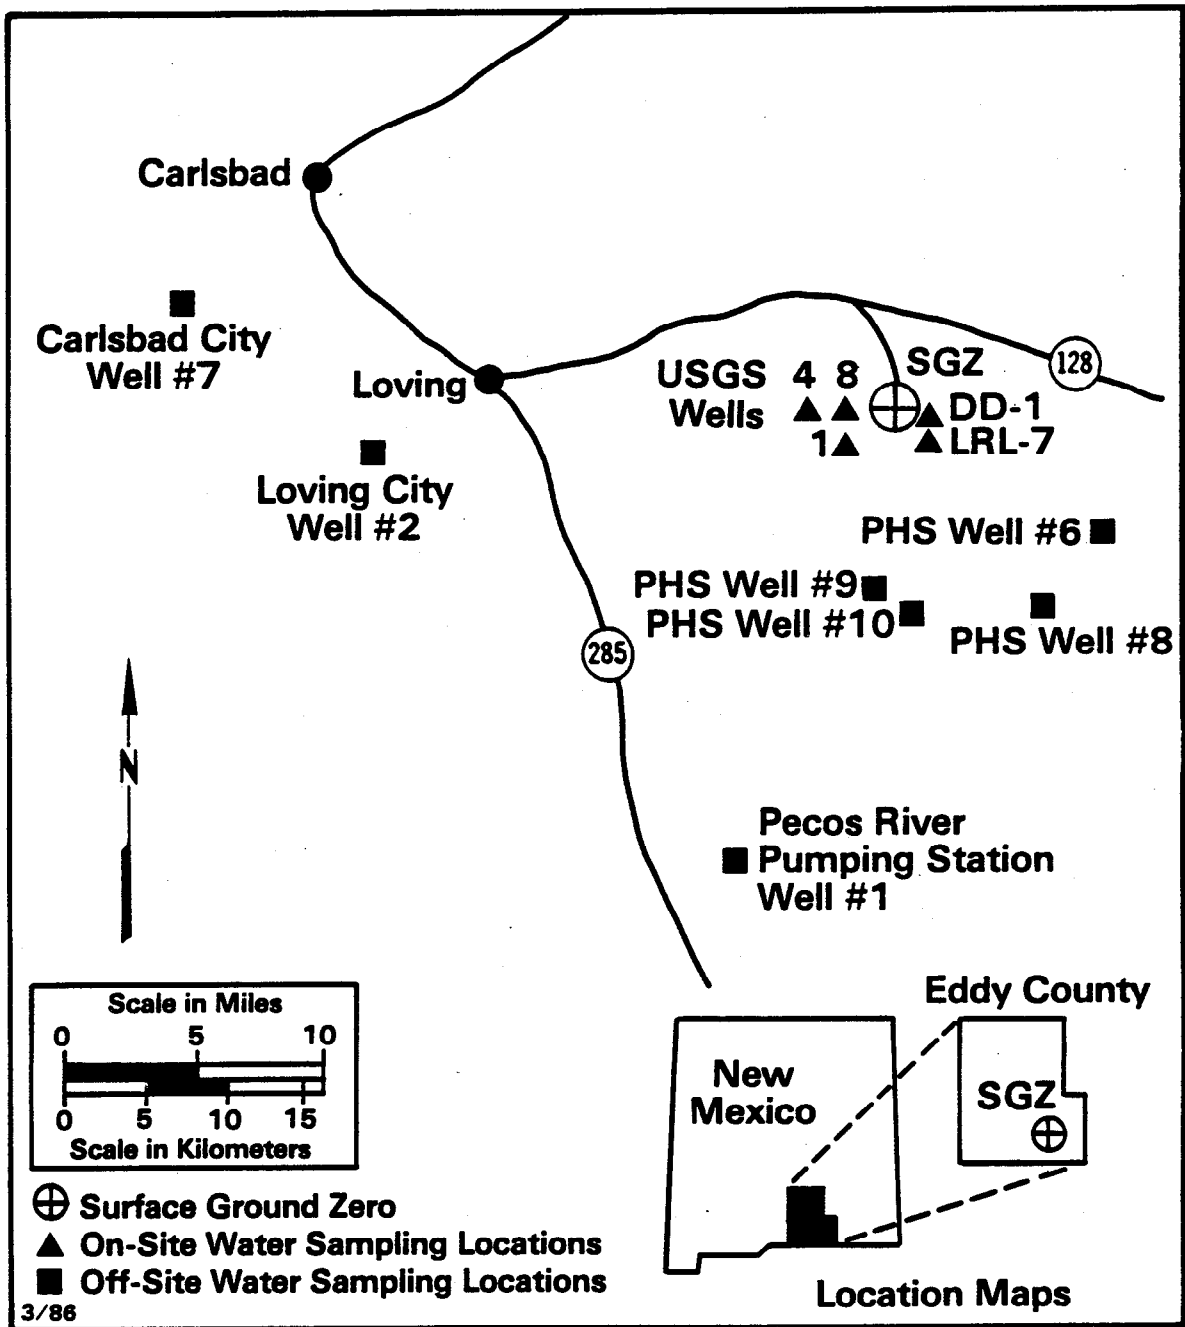 Carlsbad
Carlsbad City
Well #7
Loving
Loving City
Well #2
USGS 4 8
Wells
1
SGZ
128
DD-1
LRL-7
PHS Well #6
PHS Well #9
PHS Well #10
PHS Well #8
285
N
Pecos River
Pumping Station
Well #1
Scale in Miles
0 5 10
0 5 10 15
Scale in Kilometers
Surface Ground Zero
On-Site Water Sampling Locations
Off-Site Water Sampling Locations
3/86
Eddy County
New
Mexico
SGZ
Location Maps